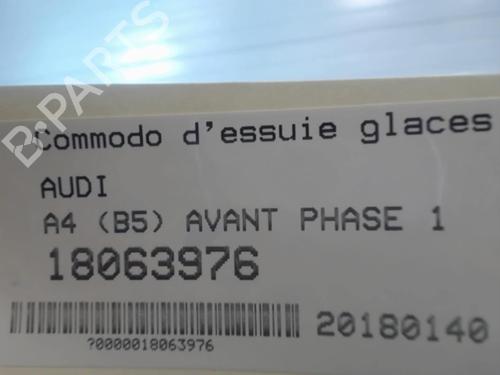 B-PARTS
Commodo d'essuie glaces
AUDI
A4 (B5) AVANT PHASE 1
18063976
20180140
?0000018063976